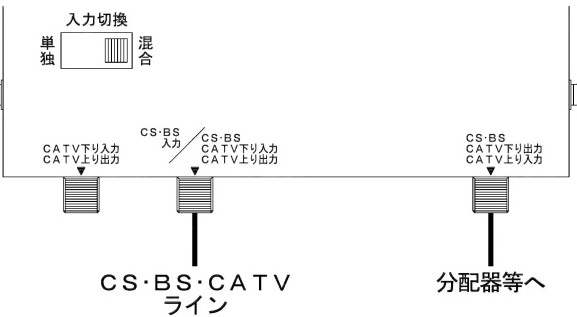 入力切換
単独
混合
CATV下り入力
CATV上り出力
CS・BS
入力
CS・BS
CATV下り入力
CATV上り出力
CS・BS
CATV下り出力
CATV上り入力
CS・BS・CATV
ライン
分配器等へ